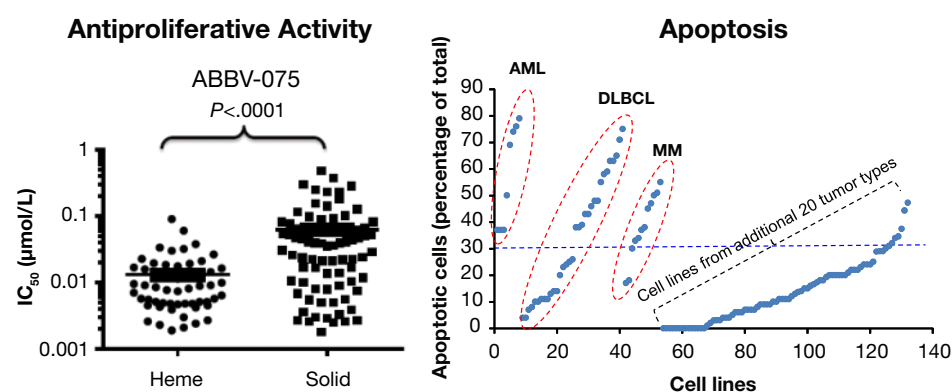 Antiproliferative Activity
ABBV-075
P<.0001
IC50 (µmol/L)
1
0.1
0.01
0.001
Heme
Solid
Apoptosis
Apoptotic cells (percentage of total)
90
80
70
60
50
40
30
20
10
0
AML
DLBCL
MM
Cell lines from additional 20 tumor types
0 20 40 60 80 100 120 140
Cell lines